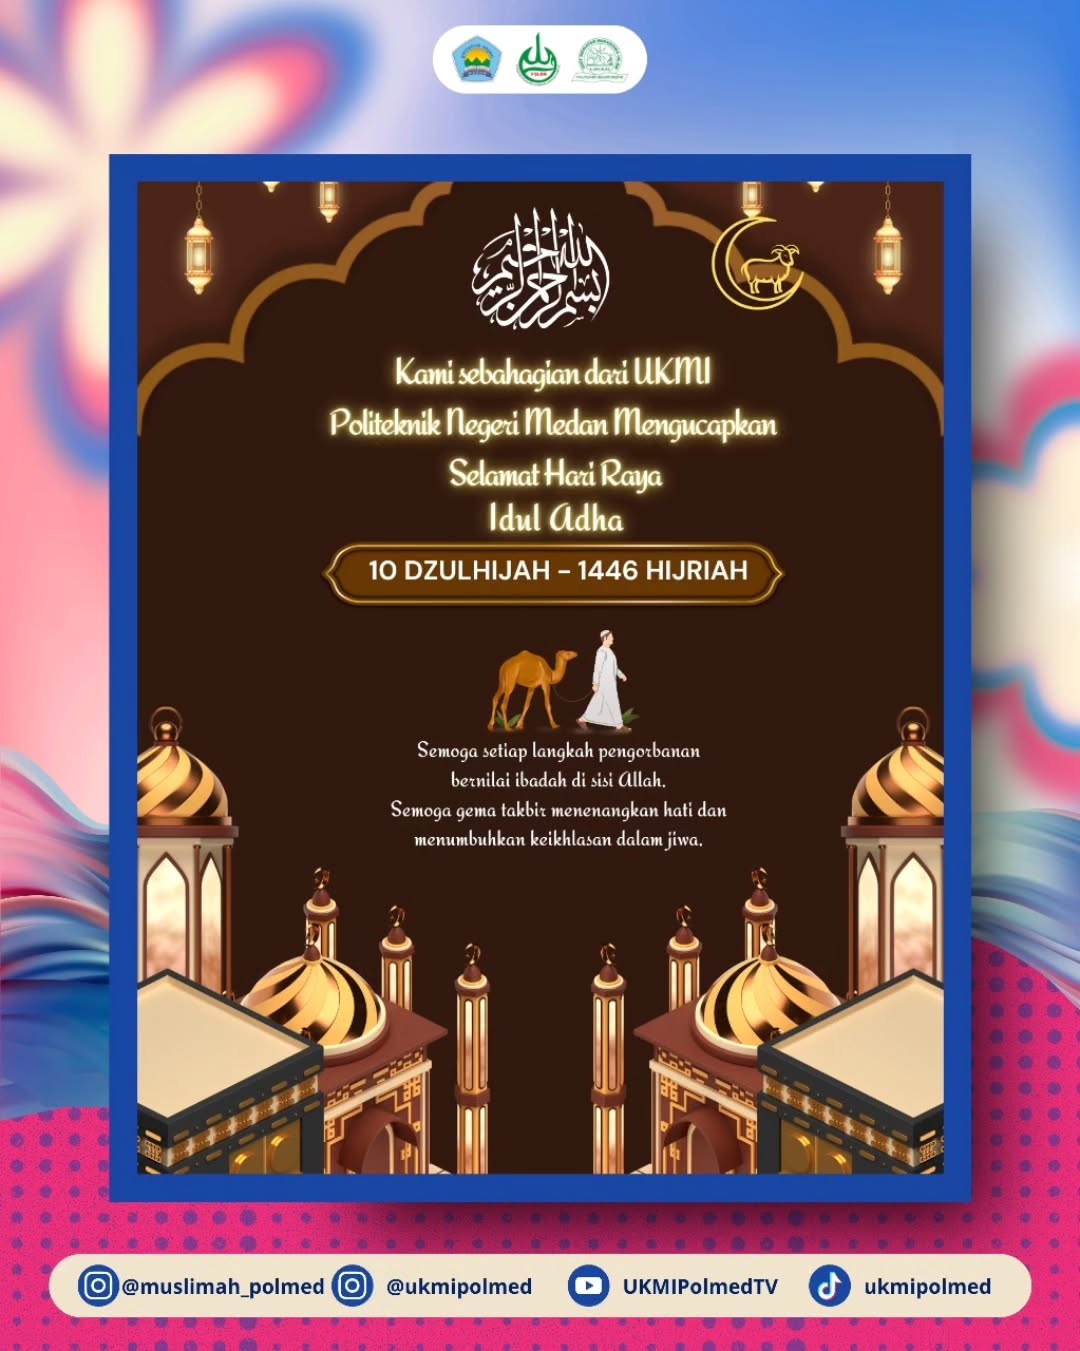 بسم الله الرحمن الرحيم
Kami sebahagian dari UKMI
Politeknik Negeri Medan Mengucapkan
Selamat Hari Raya
Idul Adha
10 DZULHIJAH - 1446 HIJRIAH
Semoga setiap langkah pengorbanan
bernilai ibadah di sisi Allah.
Semoga gema takbir menenangkan hati dan
menumbuhkan keikhlasan dalam jiwa.
@muslimah_polmed @ukmipolmed UKMIPolmedTV ukmipolmed